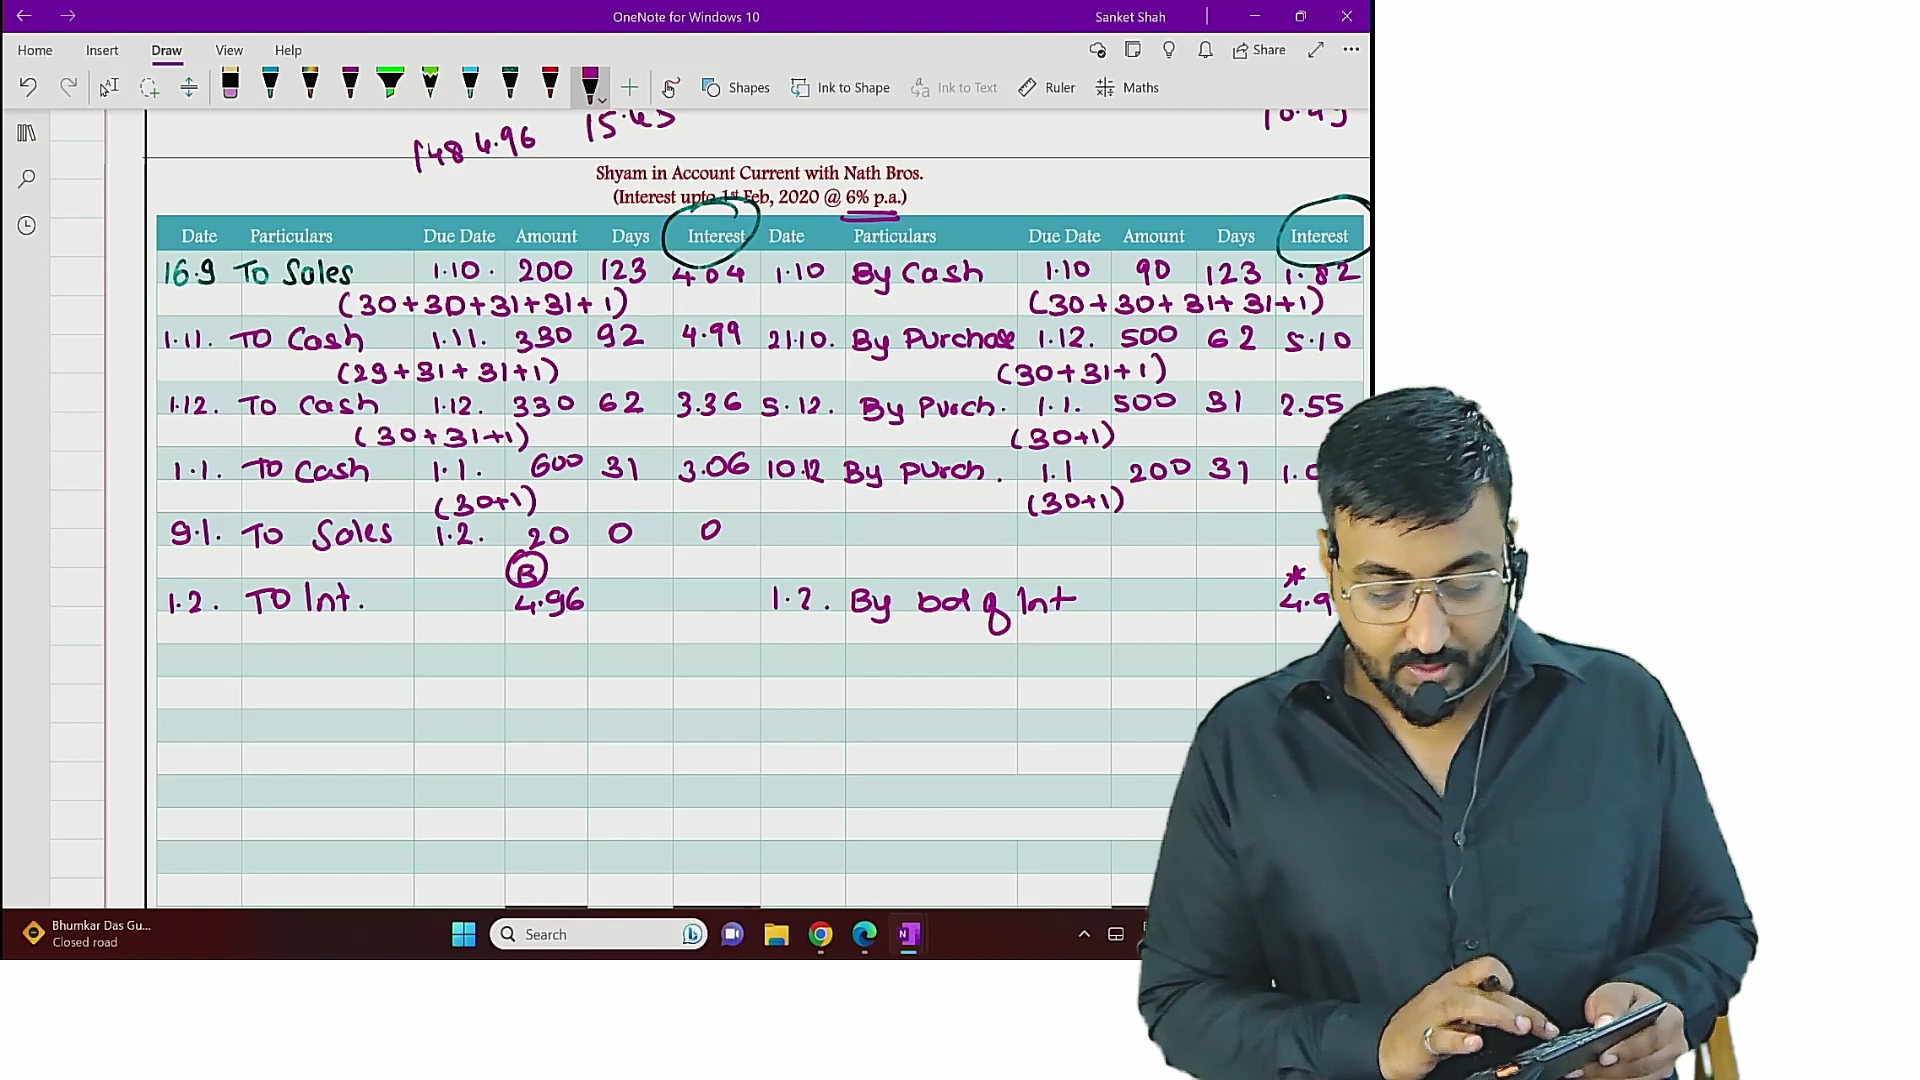 OneNote for Windows 10
Sanket Shah
Home Insert Draw View Help
Share
Shapes Ink to Shape Ink to Text Ruler Maths
1484.96 15.45
Shyam in Account Current with Nath Bros.
(Interest upto 1st Feb, 2020 @ 6% p.a.)
Date Particulars Due Date Amount Days Interest Date Particulars Due Date Amount Days Interest
16.9 To Sales 1.10. 200 123 4.04 1.10 By Cash 1.10 90 123 1.82
(30+30+31+31+1) (30+30+31+31+1)
1.11. To Cash 1.11. 330 92 4.99 21.10. By Purchase 1.12. 500 62 5.10
(29+31+31+1) (30+31+1)
1.12. To Cash 1.12. 330 62 3.36 5.12. By Purch. 1.1. 500 31 2.55
(30+31+1) (30+1)
1.1. To Cash 1.1. 600 31 3.06 10.12 By Purch. 1.1 200 31
(30+1) (30+1)
9.1. To Sales 1.2. 20 0 0
B *
1.2. To Int. 4.96 1.2. By bal of Int 4.9
Bhumkar Das Gu...
Closed road
Search